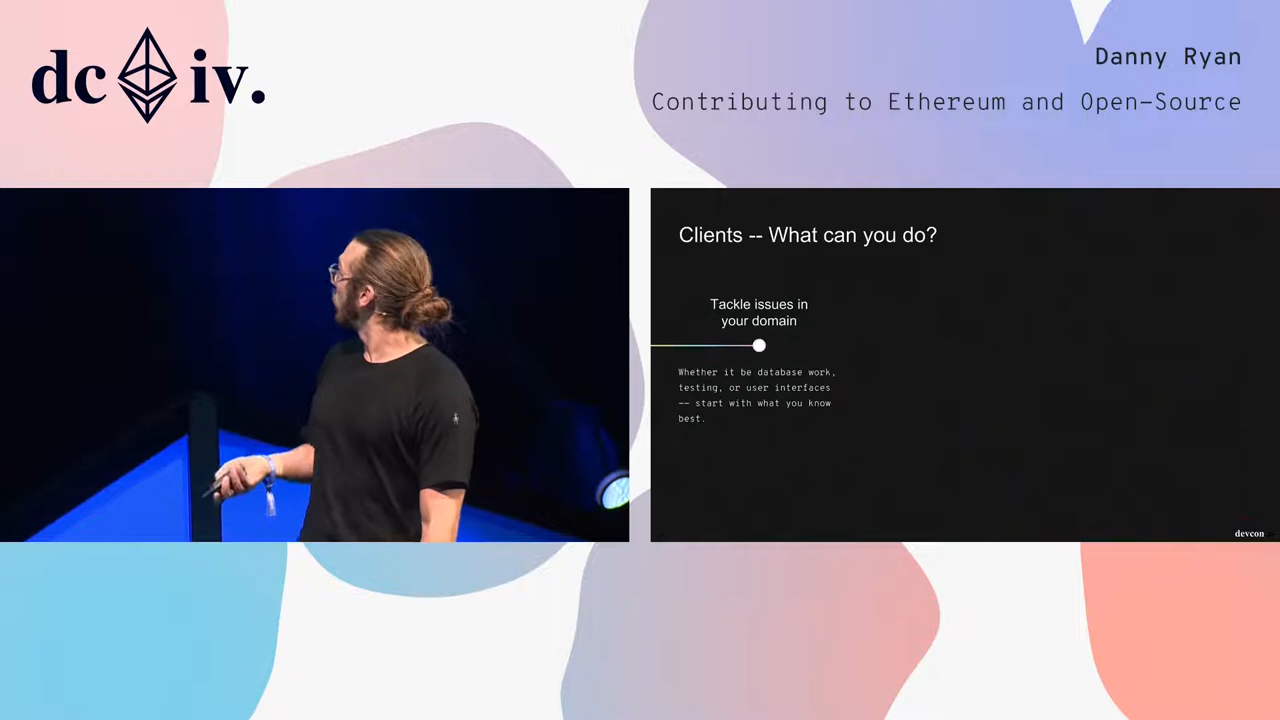 dc iv.
Danny Ryan
Contributing to Ethereum and Open-Source
Clients -- What can you do?
Tackle issues in
your domain
Whether it be database work,
testing, or user interfaces
-- start with what you know
best.
devcon